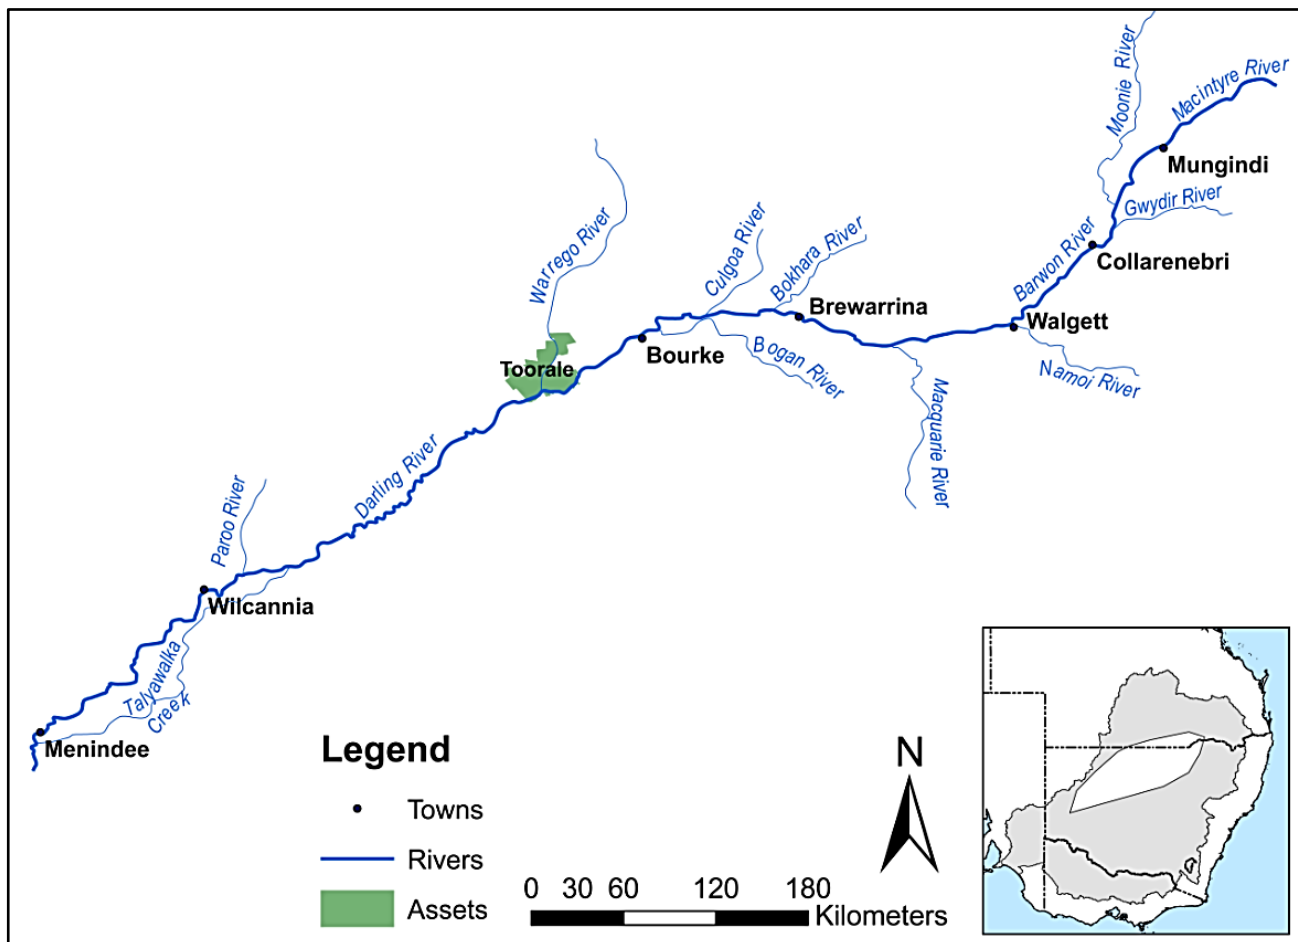 Moonie River
Macintyre River
Mungindi
Gwydir River
Warrego River
Culgoa River
Bokhara River
Barwon River
Collarenebri
Brewarrina
Walgett
Bourke
Bogan River
Namoi River
Toorale
Macquarie River
Darling River
Paroo River
Wilcannia
Talyawalka
Creek
Menindee
Legend
Towns
Rivers
Assets
N
0 30 60 120 180
Kilometers